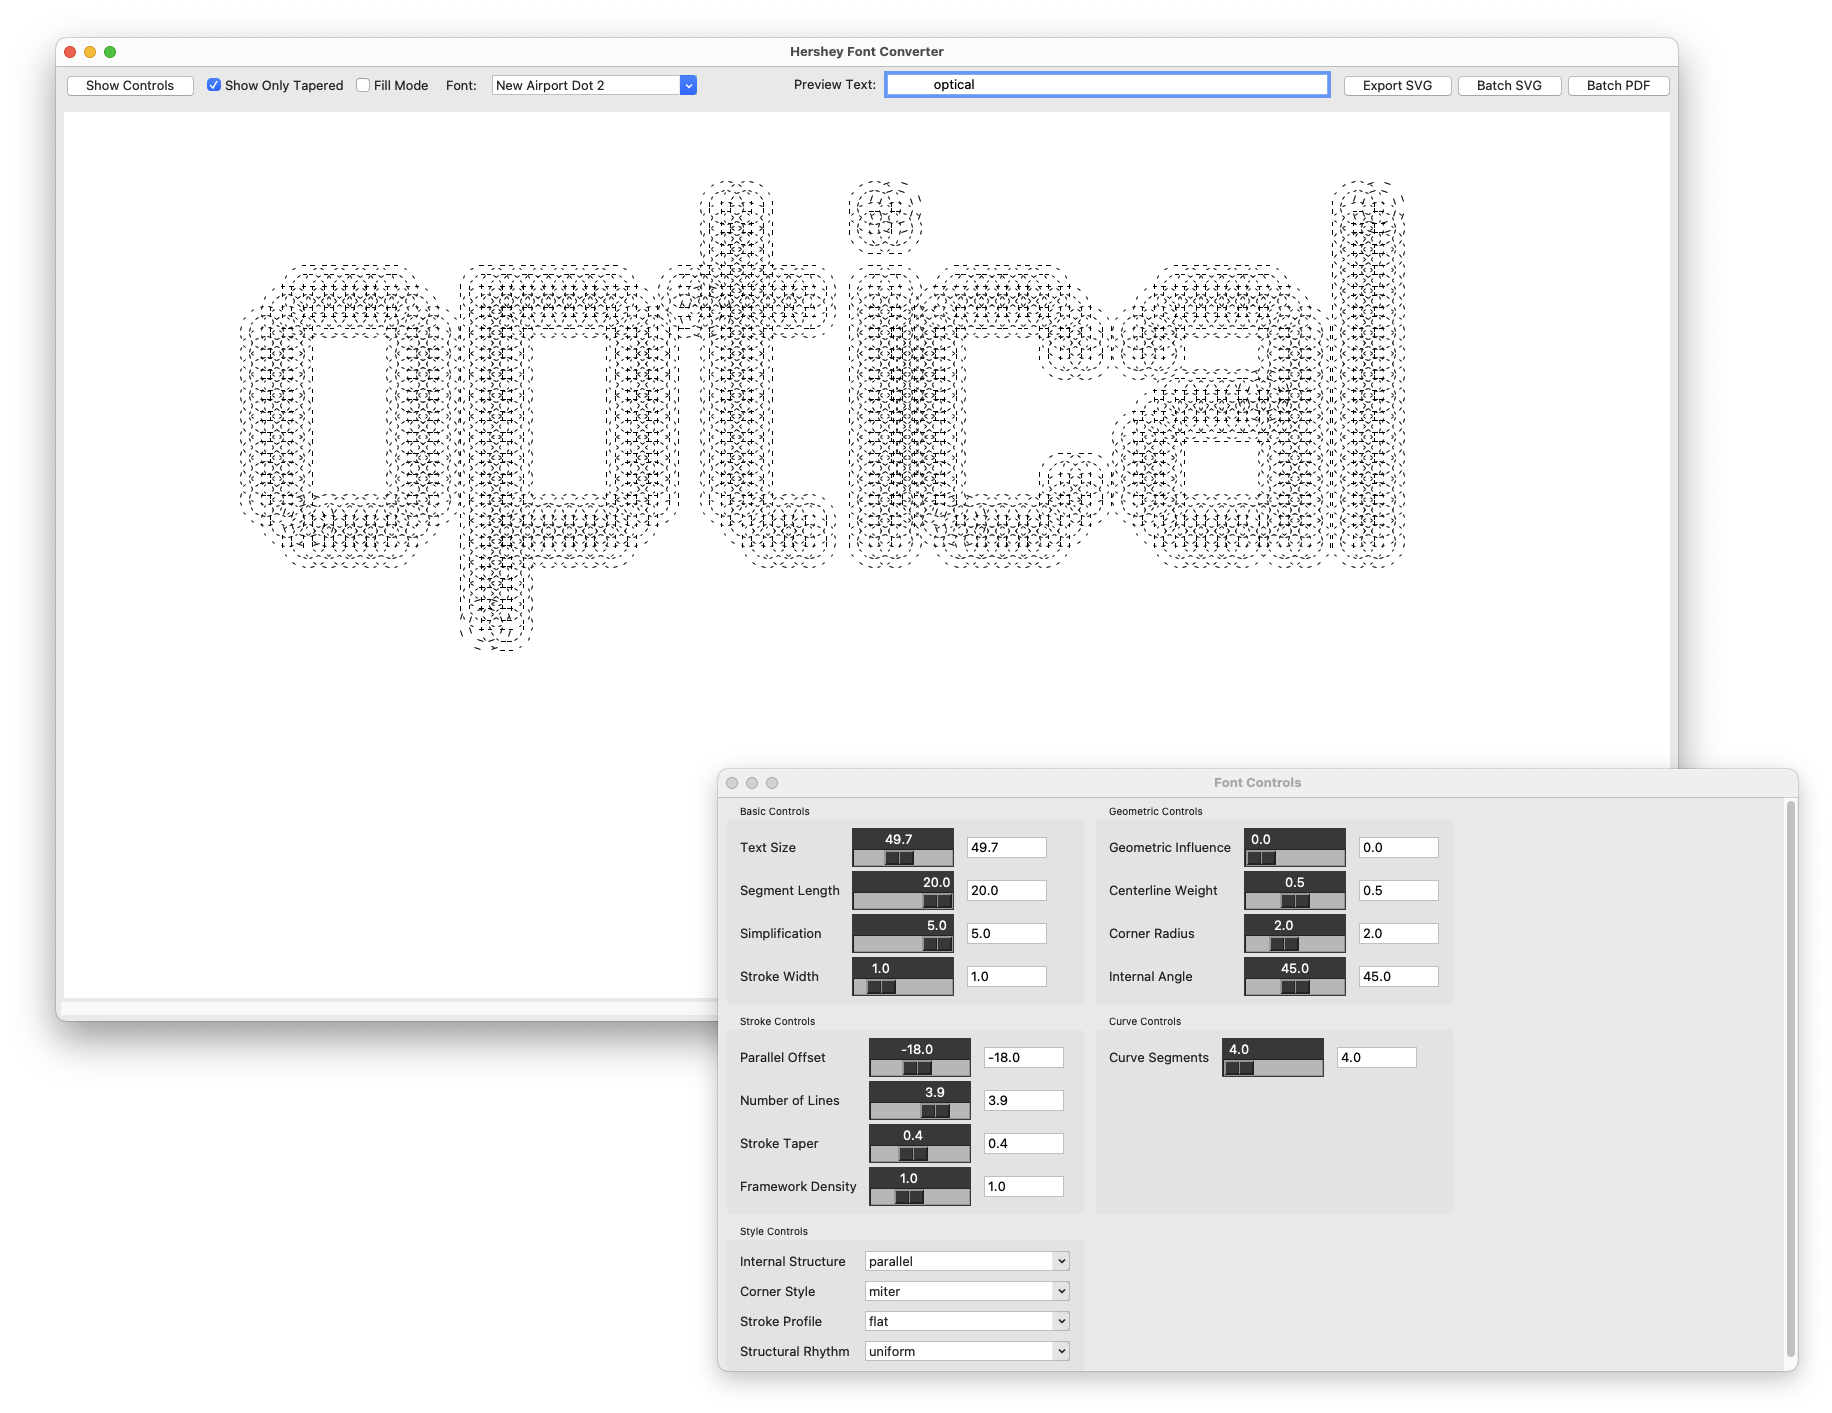 Hershey Font Converter
Show Controls Show Only Tapered Fill Mode Font: New Airport Dot 2 Preview Text: optical Export SVG Batch SVG Batch PDF
optical
Font Controls
Basic Controls
Text Size 49.7 49.7
Segment Length 20.0 20.0
Simplification 5.0 5.0
Stroke Width 1.0 1.0
Geometric Controls
Geometric Influence 0.0 0.0
Centerline Weight 0.5 0.5
Corner Radius 2.0 2.0
Internal Angle 45.0 45.0
Stroke Controls
Parallel Offset -18.0 -18.0
Number of Lines 3.9 3.9
Stroke Taper 0.4 0.4
Framework Density 1.0 1.0
Curve Controls
Curve Segments 4.0 4.0
Style Controls
Internal Structure parallel
Corner Style miter
Stroke Profile flat
Structural Rhythm uniform